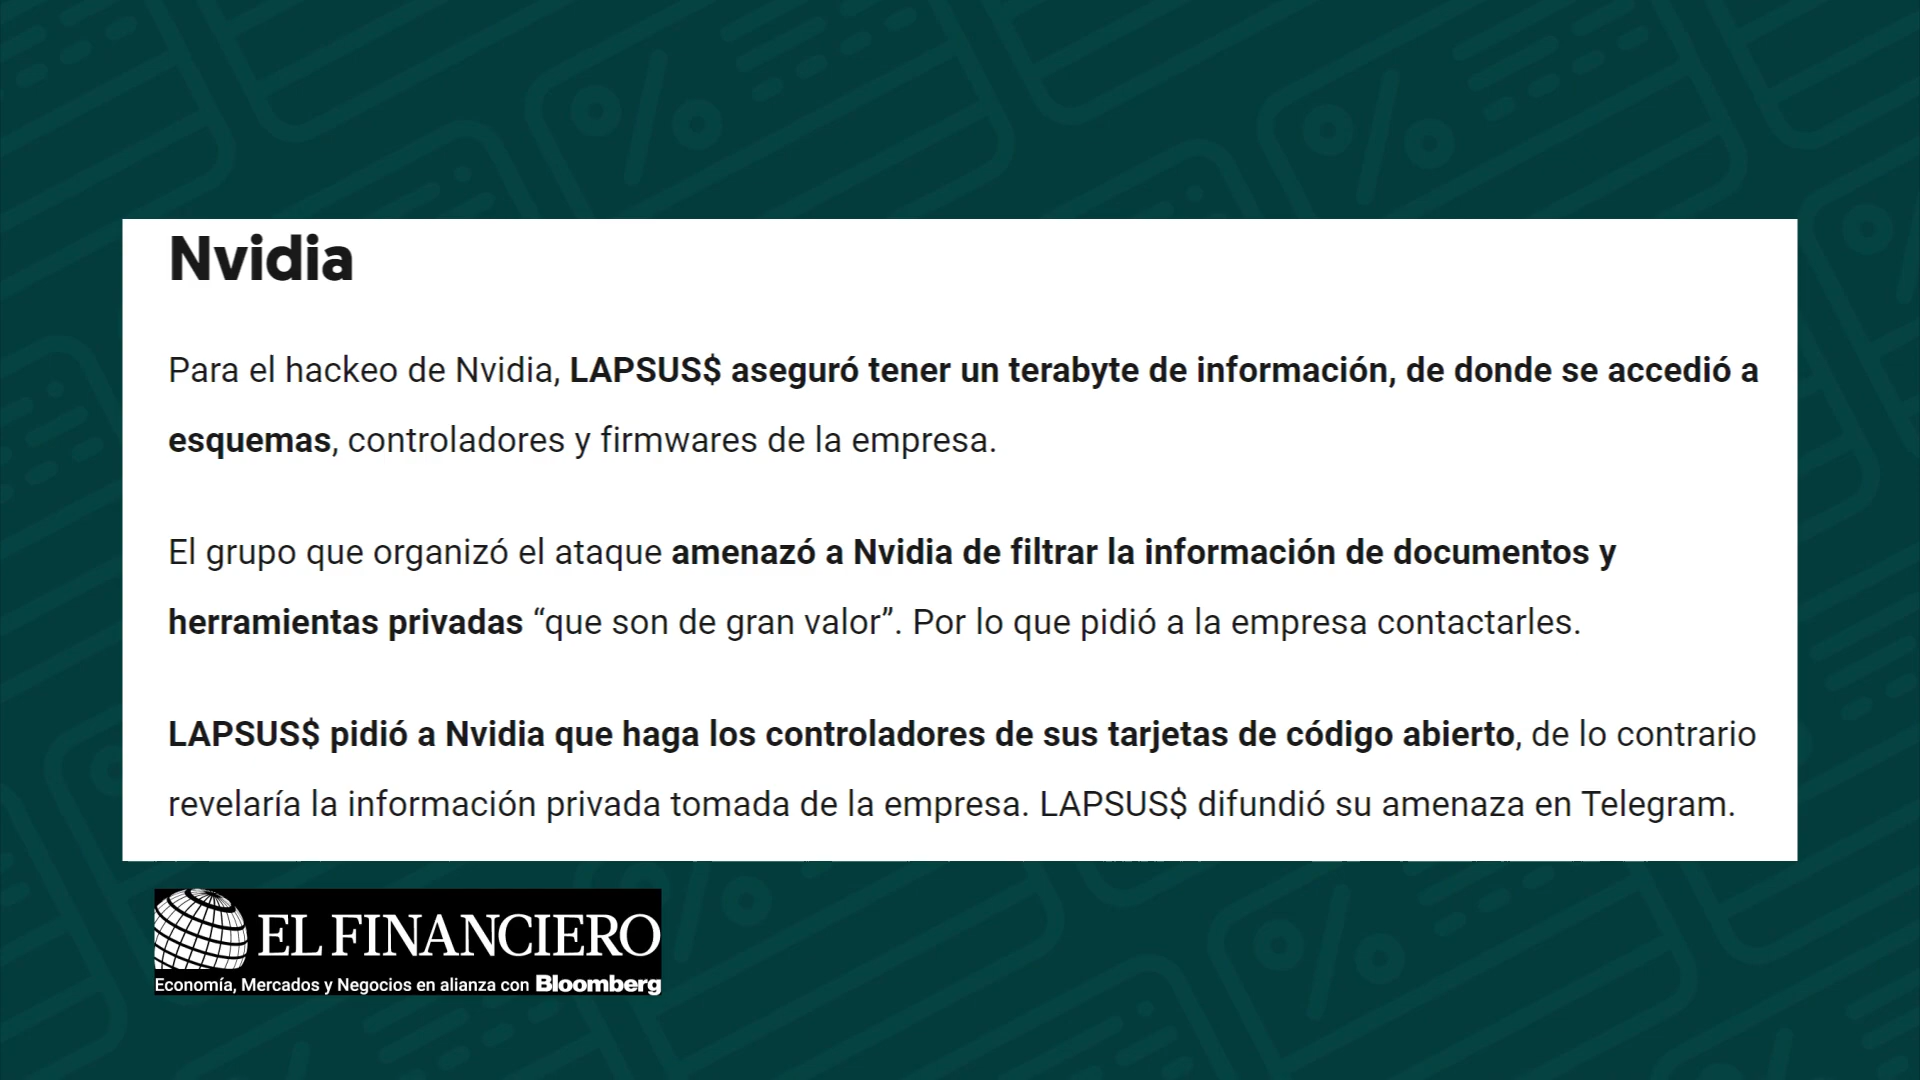 Nvidia
Para el hackeo de Nvidia, LAPSUS$ aseguró tener un terabyte de información, de donde se accedió a
esquemas, controladores y firmwares de la empresa.
El grupo que organizó el ataque amenazó a Nvidia de filtrar la información de documentos y
herramientas privadas “que son de gran valor”. Por lo que pidió a la empresa contactarles.
LAPSUS$ pidió a Nvidia que haga los controladores de sus tarjetas de código abierto, de lo contrario
revelaría la información privada tomada de la empresa. LAPSUS$ difundió su amenaza en Telegram.
EL FINANCIERO
Economía, Mercados y Negocios en alianza con Bloomberg